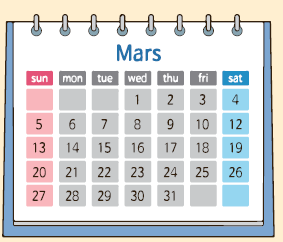 Mars
sun mon tue wed thu fri sat
1 2 3 4
5 6 7 8 9 10 12
13 14 15 16 17 18 19
20 21 22 23 24 25 26
27 28 29 30 31